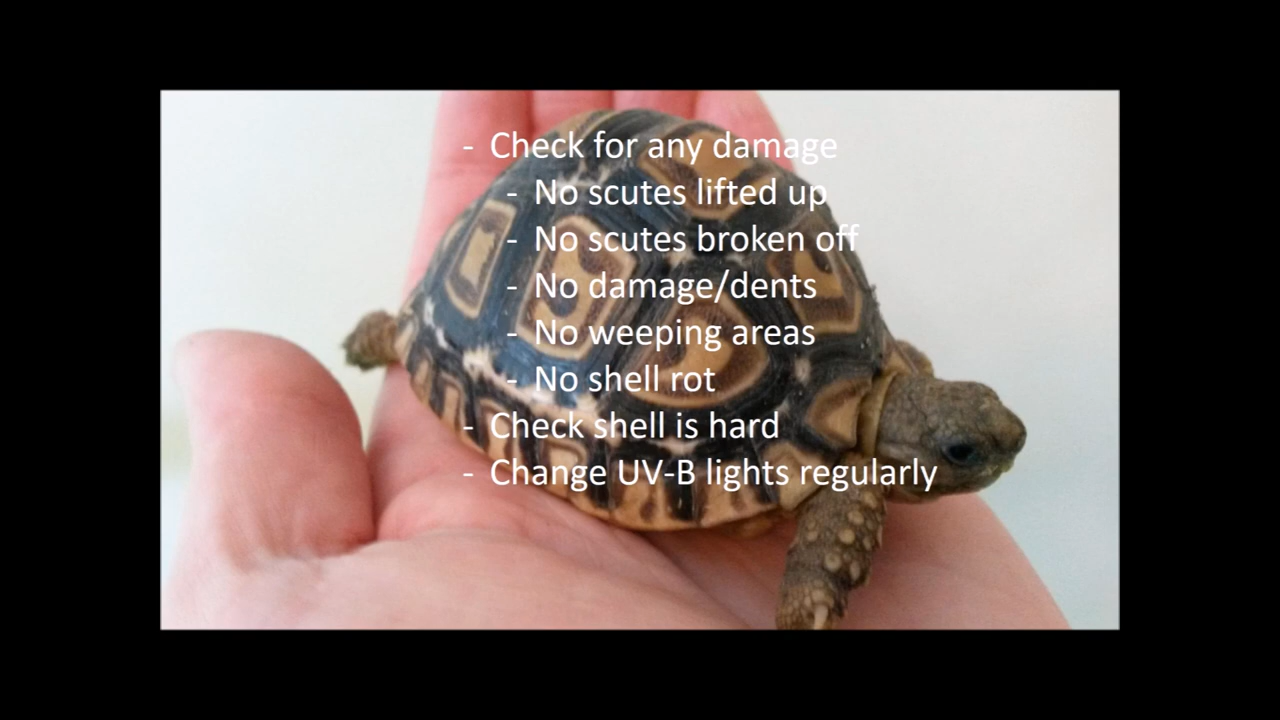 - Check for any damage
- No scutes lifted up
- No scutes broken off
- No damage/dents
- No weeping areas
- No shell rot
- Check shell is hard
- Change UV-B lights regularly